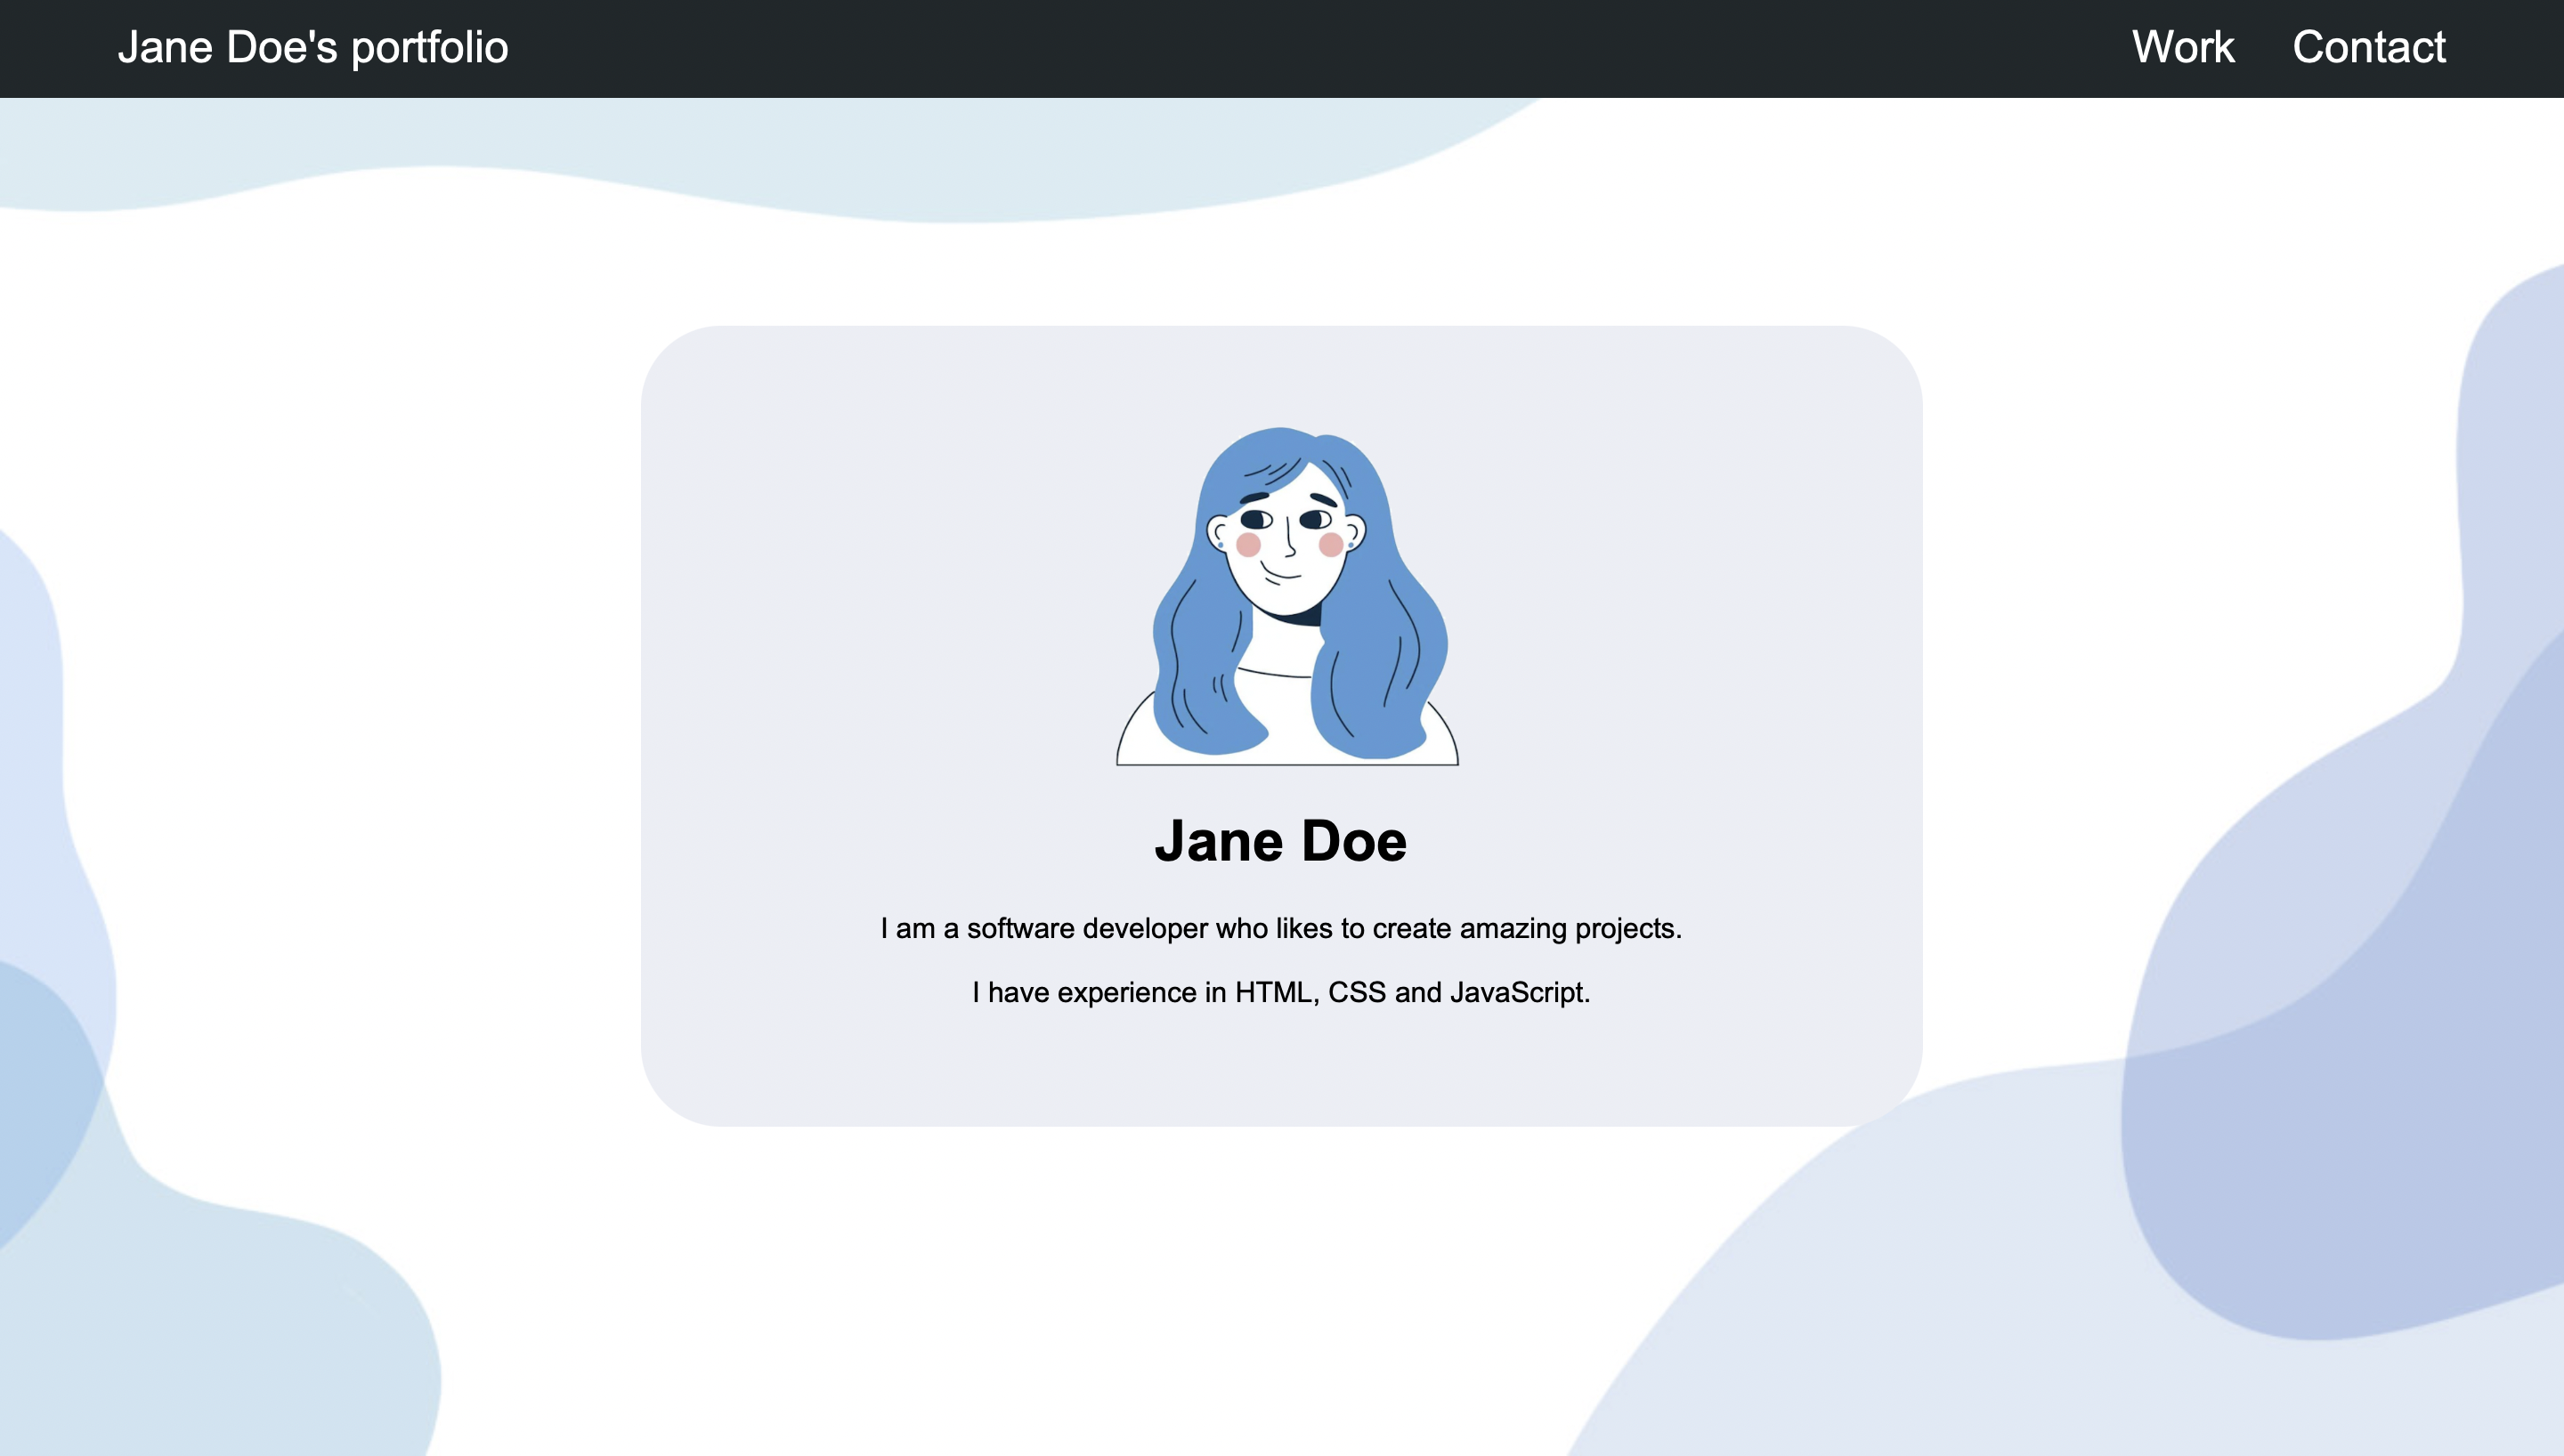 Jane Doe's portfolio
Work Contact
Jane Doe
I am a software developer who likes to create amazing projects.
I have experience in HTML, CSS and JavaScript.